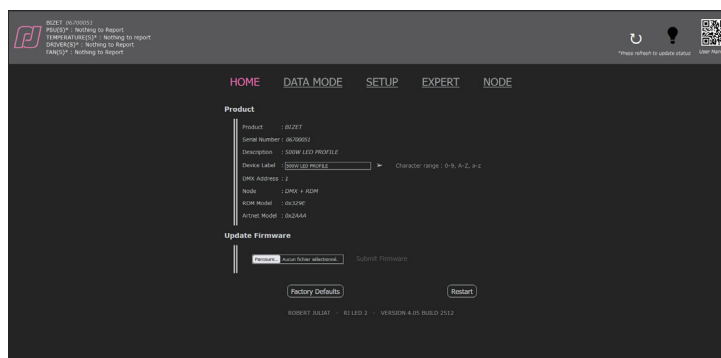 BIZET 06700051
PSU(S)* : Nothing to Report
TEMPERATURE(S)* : Nothing to report
DRIVER(S)* : Nothing to Report
FAN(S)* : Nothing to Report
*Press refresh to update status
User Man
HOME DATA MODE SETUP EXPERT NODE
Product
Product : BIZET
Serial Number : 06700051
Description : 500W LED PROFILE
Device Label : 500W LED PROFILE ➤ Character range : 0-9, A-Z, a-z
DMX Address : 1
Node : DMX + RDM
RDM Model : 0x329E
Artnet Model : 0x2AAA
Update Firmware
Parcourir... Aucun fichier sélectionné. Submit Firmware
Factory Defaults Restart
ROBERT JULIAT - RJ LED 2 - VERSION 4.05 BUILD 2512